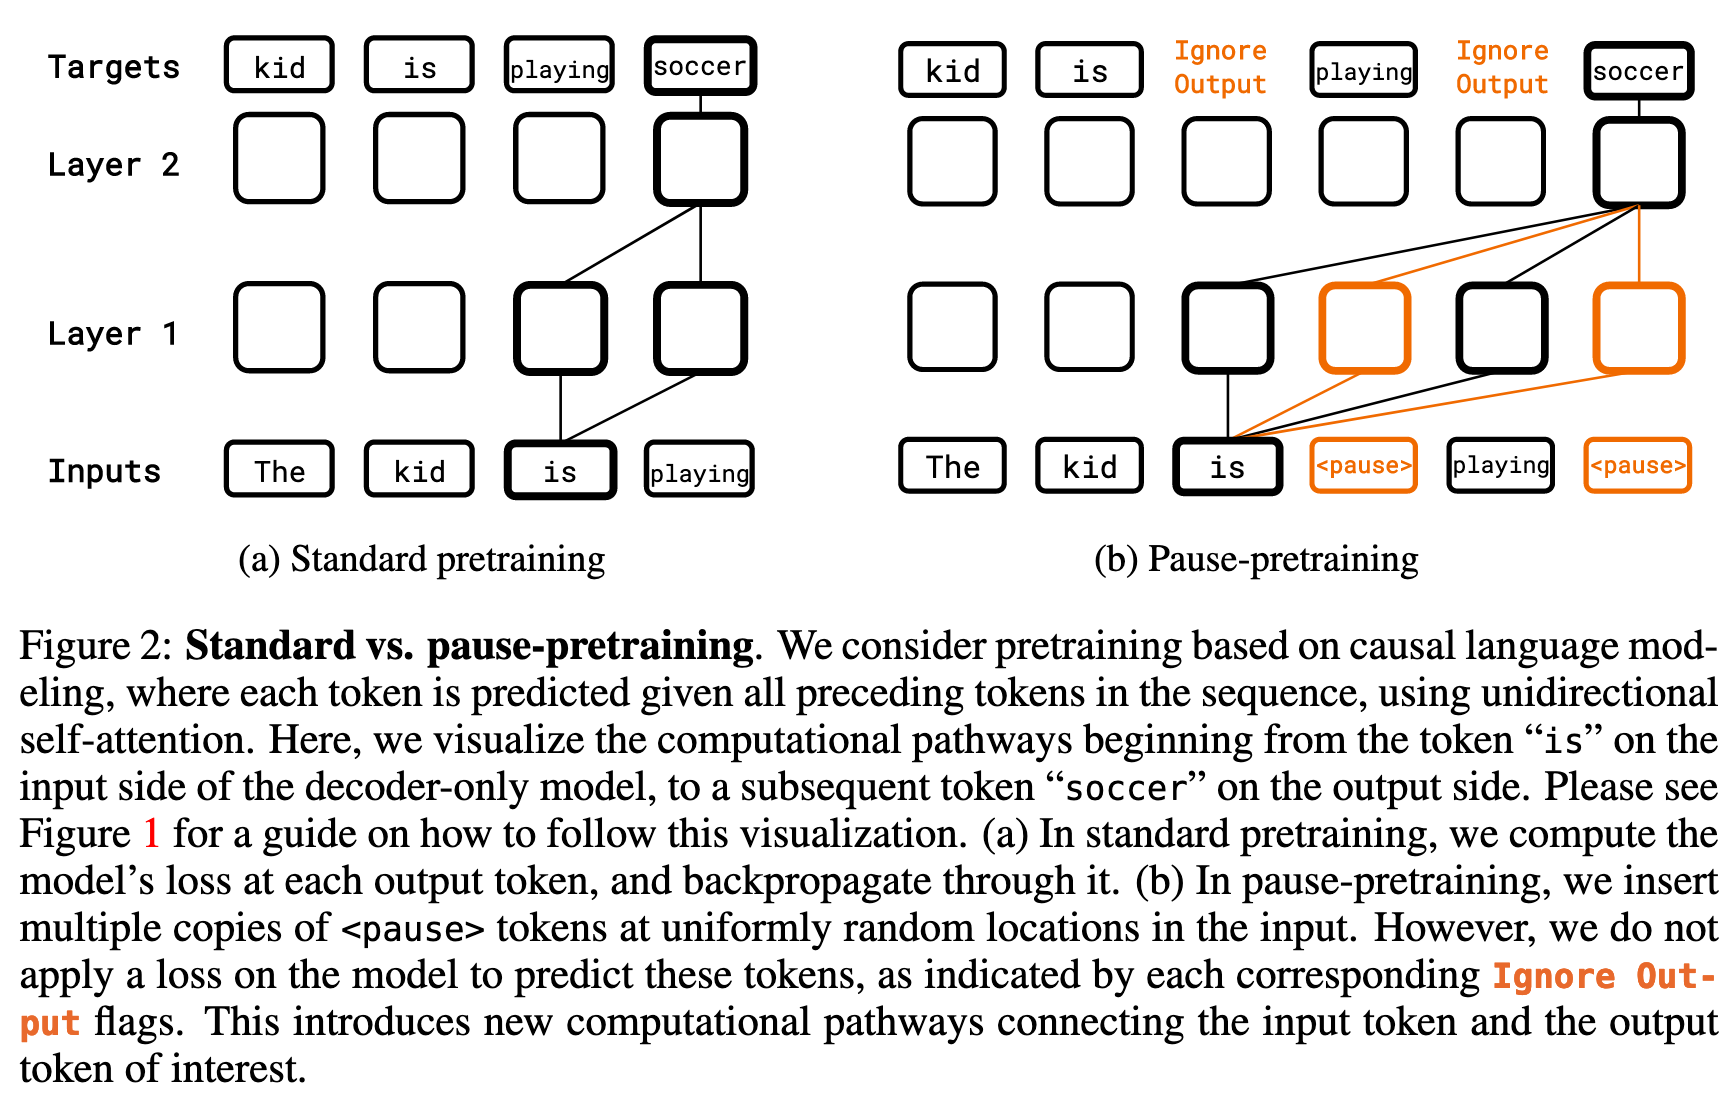 Targets kid is playing soccer kid is Ignore Output playing Ignore Output soccer
Layer 2
Layer 1
Inputs The kid is playing The kid is <pause> playing <pause>
(a) Standard pretraining (b) Pause-pretraining
Figure 2: Standard vs. pause-pretraining. We consider pretraining based on causal language mod-
eling, where each token is predicted given all preceding tokens in the sequence, using unidirectional
self-attention. Here, we visualize the computational pathways beginning from the token “is” on the
input side of the decoder-only model, to a subsequent token “soccer” on the output side. Please see
Figure 1 for a guide on how to follow this visualization. (a) In standard pretraining, we compute the
model’s loss at each output token, and backpropagate through it. (b) In pause-pretraining, we insert
multiple copies of <pause> tokens at uniformly random locations in the input. However, we do not
apply a loss on the model to predict these tokens, as indicated by each corresponding Ignore Out-
put flags. This introduces new computational pathways connecting the input token and the output
token of interest.